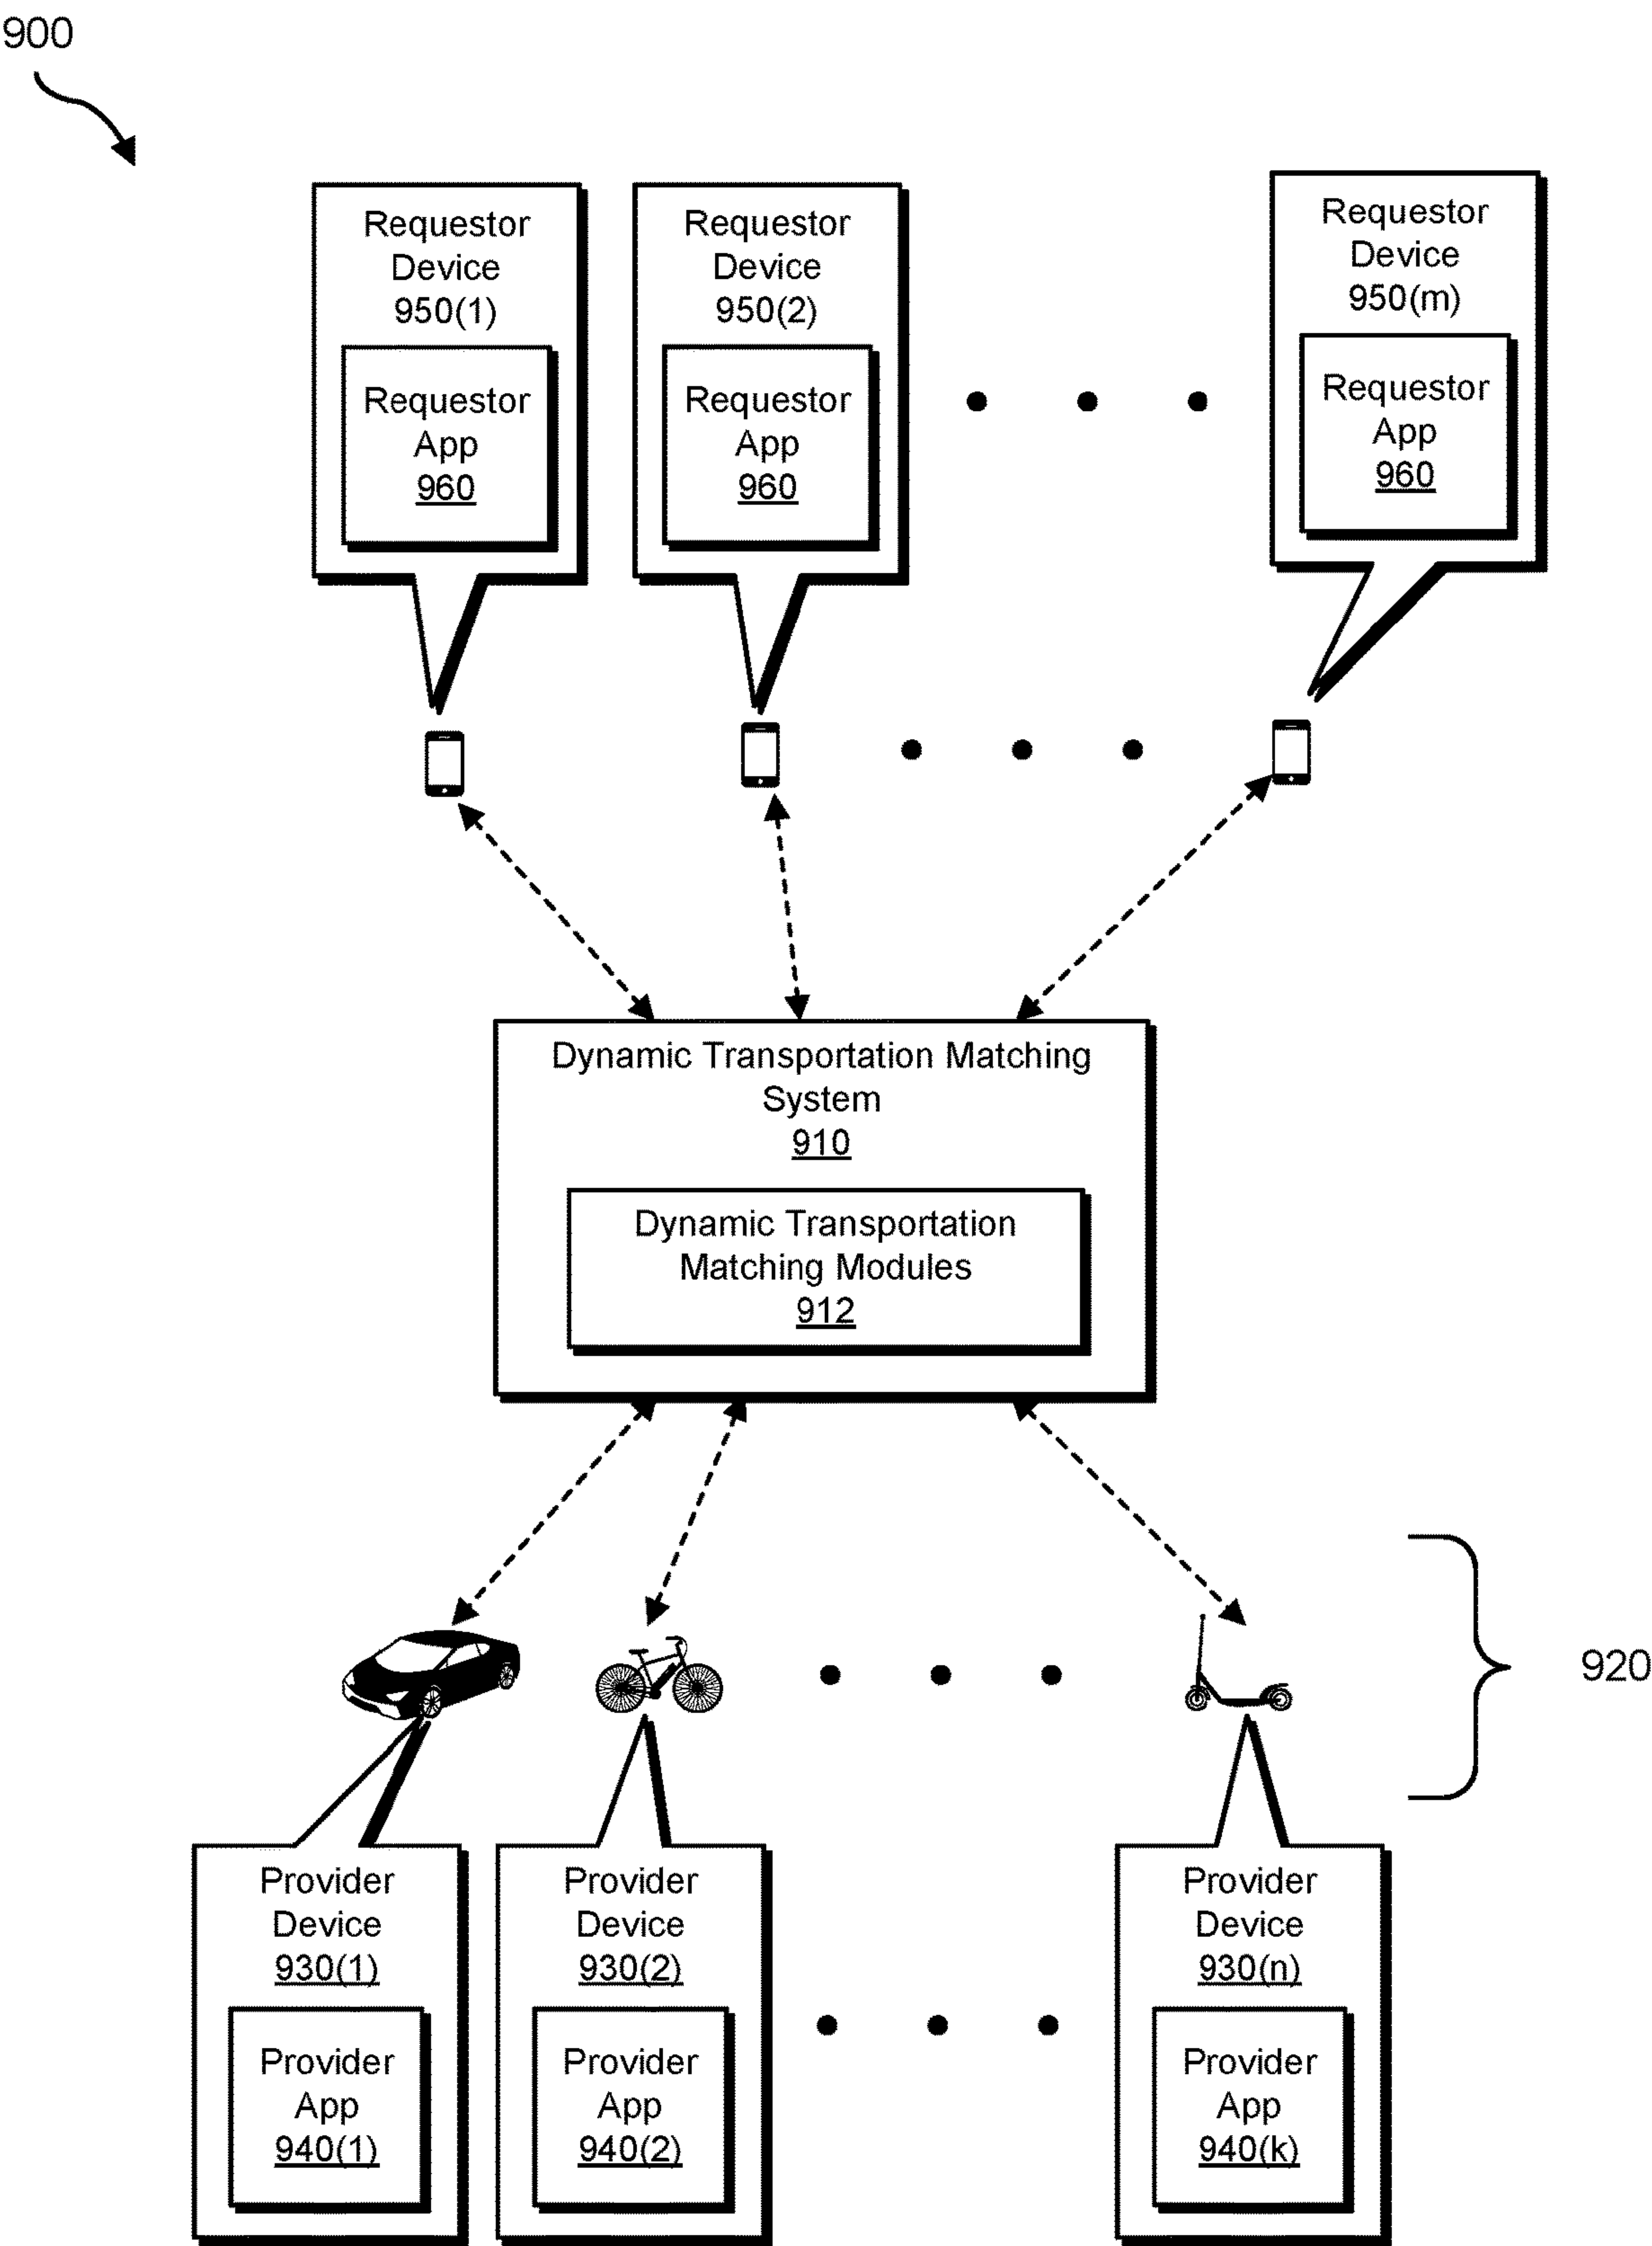 900
Requestor
Device
950(1)
Requestor
App
960
Requestor
Device
950(2)
Requestor
App
960
Requestor
Device
950(m)
Requestor
App
960
Dynamic Transportation Matching
System
910
Dynamic Transportation
Matching Modules
912
920
Provider
Device
930(1)
Provider
App
940(1)
Provider
Device
930(2)
Provider
App
940(2)
Provider
Device
930(n)
Provider
App
940(k)